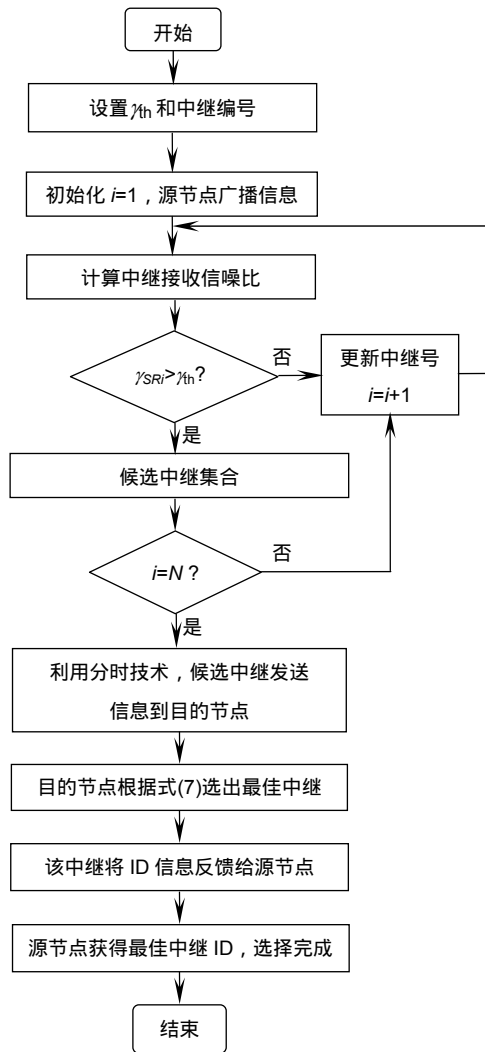 开始
设置γth 和中继编号
初始化 i=1，源节点广播信息
计算中继接收信噪比
γSRi>γth?
否
更新中继号
i=i+1
是
候选中继集合
i=N？
否
是
利用分时技术，候选中继发送
信息到目的节点
目的节点根据式(7)选出最佳中继
该中继将 ID 信息反馈给源节点
源节点获得最佳中继 ID，选择完成
结束